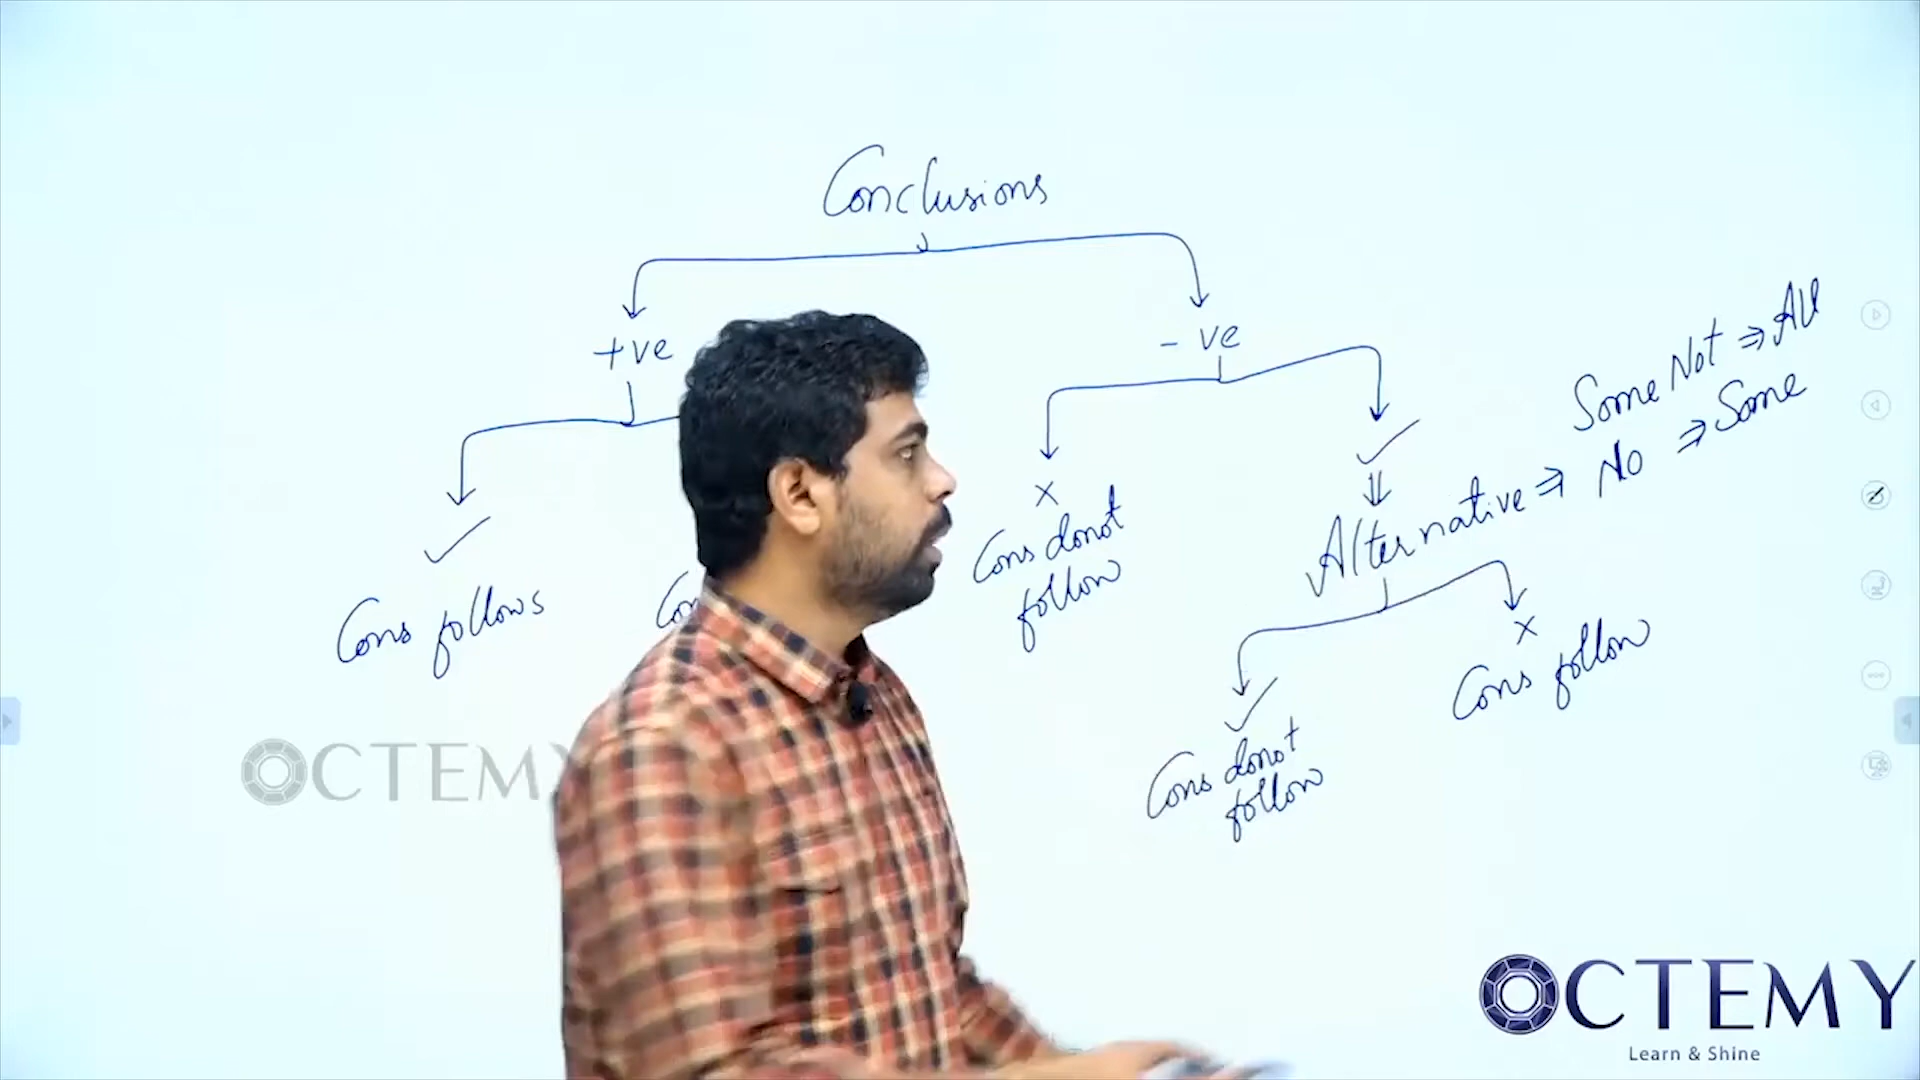 Conclusions
+ve
- ve
Some Not ⇒ All
Alternative ⇒ No ⇒ Some
✓
×
✓
Cons follows
Cons donot
follow
✓
×
Cons donot
follow
Cons follow
OCTEMY
OCTEMY
Learn & Shine